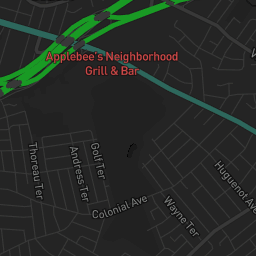 Applebee's Neighborhood
Grill & Bar
Thoreau Ter
Andress Ter
Golf Ter
Colonial Ave
Wayne Ter
Huguenot Ave